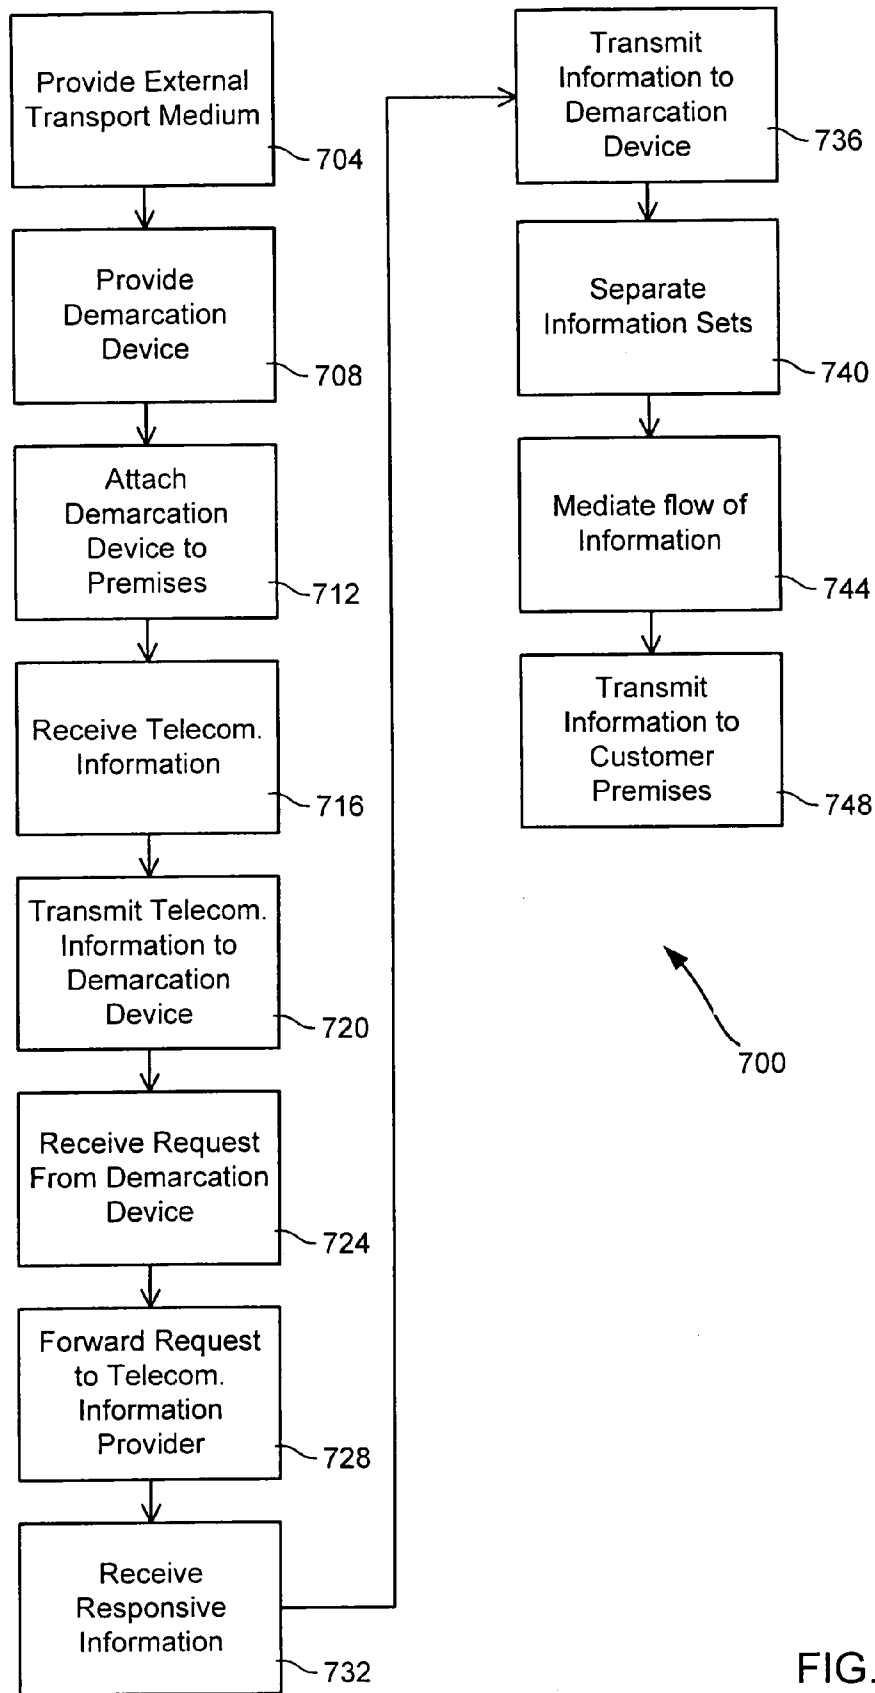 Provide External
Transport Medium
704
Provide
Demarcation
Device
708
Attach
Demarcation
Device to
Premises
712
Receive Telecom.
Information
716
Transmit Telecom.
Information to
Demarcation
Device
720
Receive Request
From Demarcation
Device
724
Forward Request
to Telecom.
Information
Provider
728
Receive
Responsive
Information
732
Transmit
Information to
Demarcation
Device
736
Separate
Information Sets
740
Mediate flow of
Information
744
Transmit
Information to
Customer
Premises
748
700
FIG.